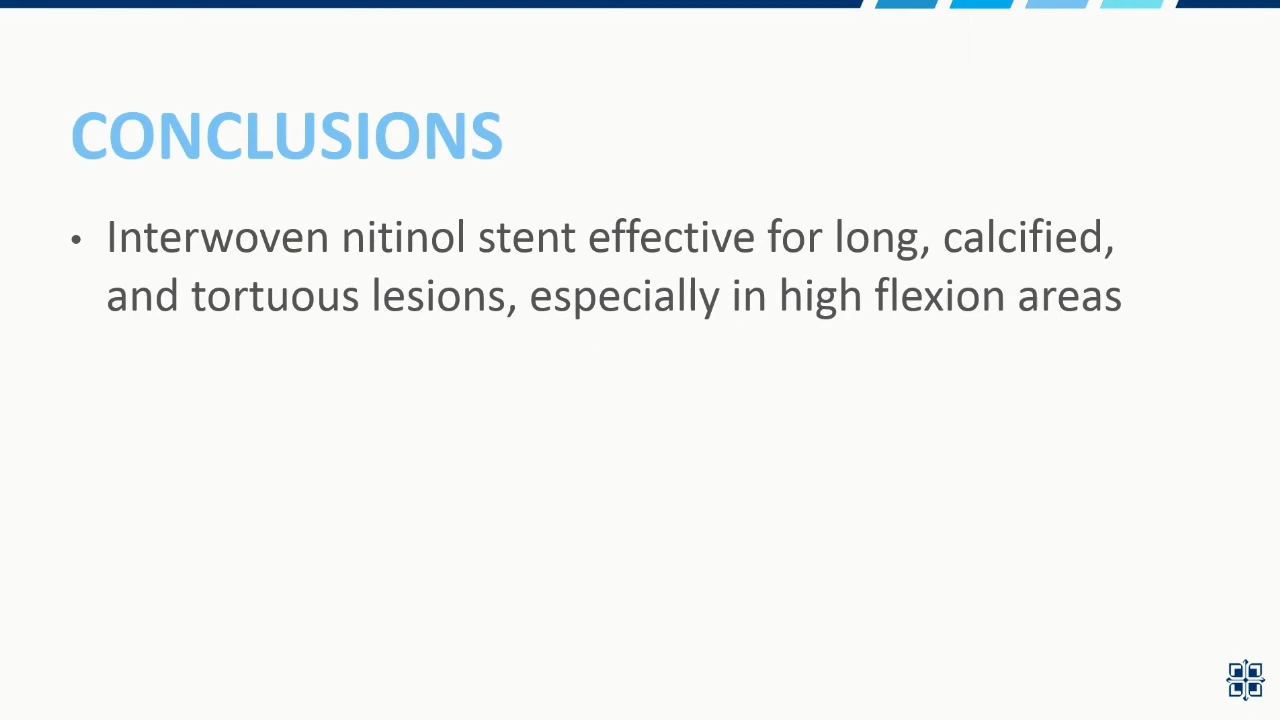 CONCLUSIONS
• Interwoven nitinol stent effective for long, calcified,
and tortuous lesions, especially in high flexion areas